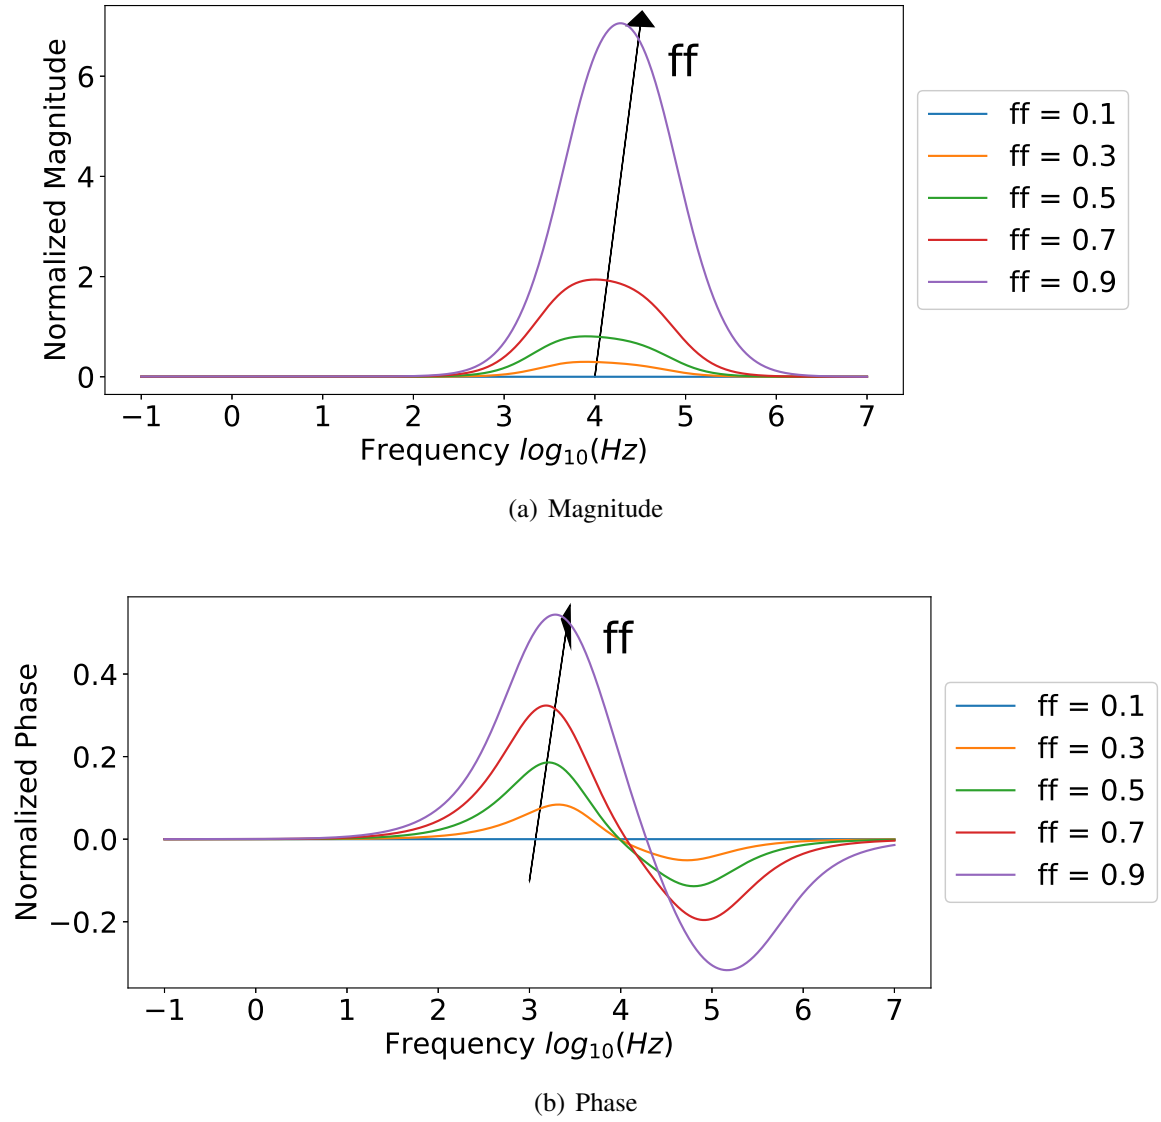 Normalized Magnitude
6
4
2
0
−1 0 1 2 3 4 5 6 7
Frequency log10(Hz)
ff
ff = 0.1
ff = 0.3
ff = 0.5
ff = 0.7
ff = 0.9
(a) Magnitude
Normalized Phase
0.4
0.2
0.0
−0.2
−1 0 1 2 3 4 5 6 7
Frequency log10(Hz)
ff
ff = 0.1
ff = 0.3
ff = 0.5
ff = 0.7
ff = 0.9
(b) Phase